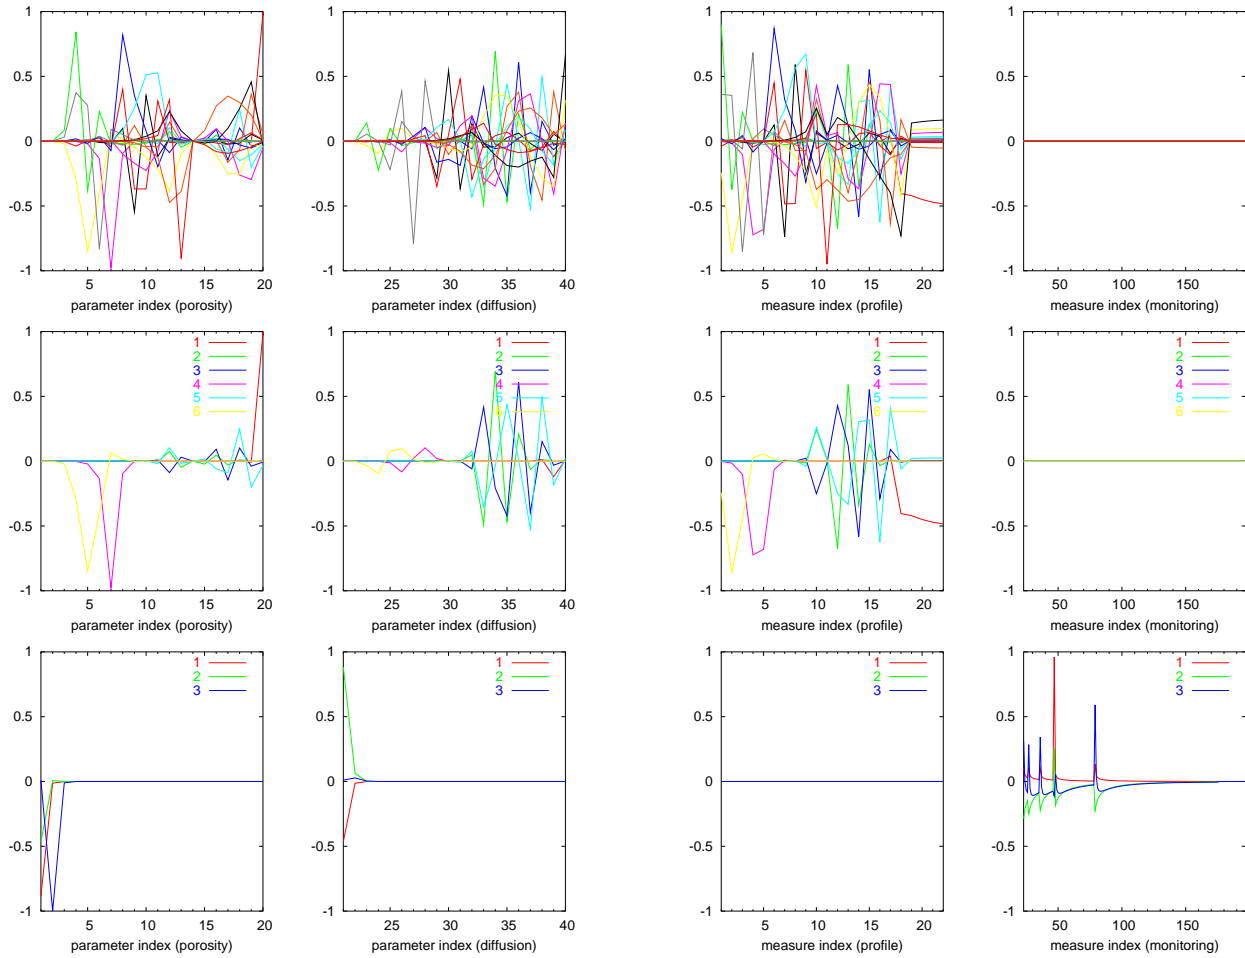 1 1 1 1
0.5 0.5 0.5 0.5
0 0 0 0
-0.5 -0.5 -0.5 -0.5
-1 -1 -1 -1
5 10 15 20 25 30 35 40 5 10 15 20 50 100 150
parameter index (porosity) parameter index (diffusion) measure index (profile) measure index (monitoring)
1 1 1 1 1 1 1 1
2 2 2 2
3 3 3 3
0.5 4 0.5 4 0.5 4 0.5 4
5 5 5 5
6 6 6 6
0 0 0 0
-0.5 -0.5 -0.5 -0.5
-1 -1 -1 -1
5 10 15 20 25 30 35 40 5 10 15 20 50 100 150
parameter index (porosity) parameter index (diffusion) measure index (profile) measure index (monitoring)
1 1 1 1 1 1 1 1
2 2 2 2
3 3 3 3
0.5 0.5 0.5 0.5
0 0 0 0
-0.5 -0.5 -0.5 -0.5
-1 -1 -1 -1
5 10 15 20 25 30 35 40 5 10 15 20 50 100 150
parameter index (porosity) parameter index (diffusion) measure index (profile) measure index (monitoring)